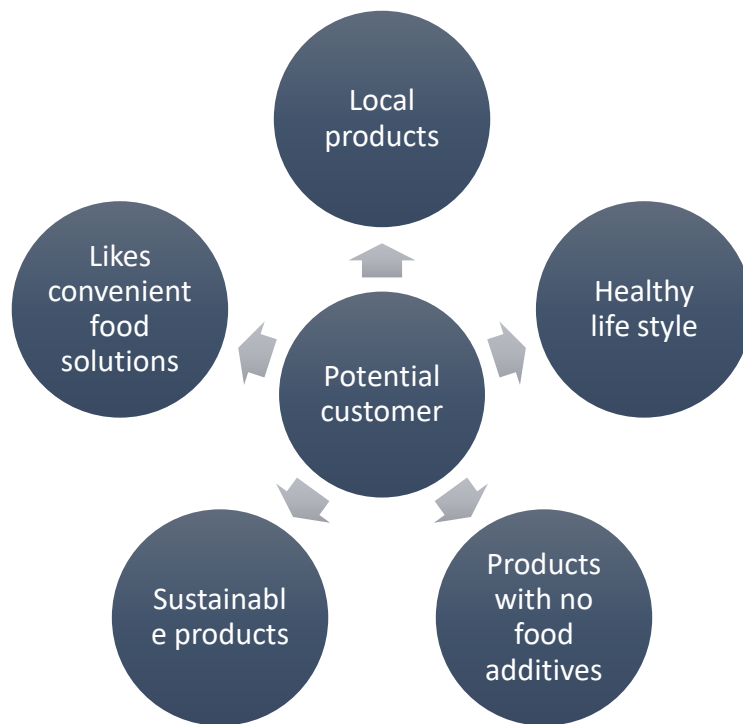 Local
products
Likes
convenient
food
solutions
Healthy
life style
Potential
customer
Sustainabl
e products
Products
with no
food
additives